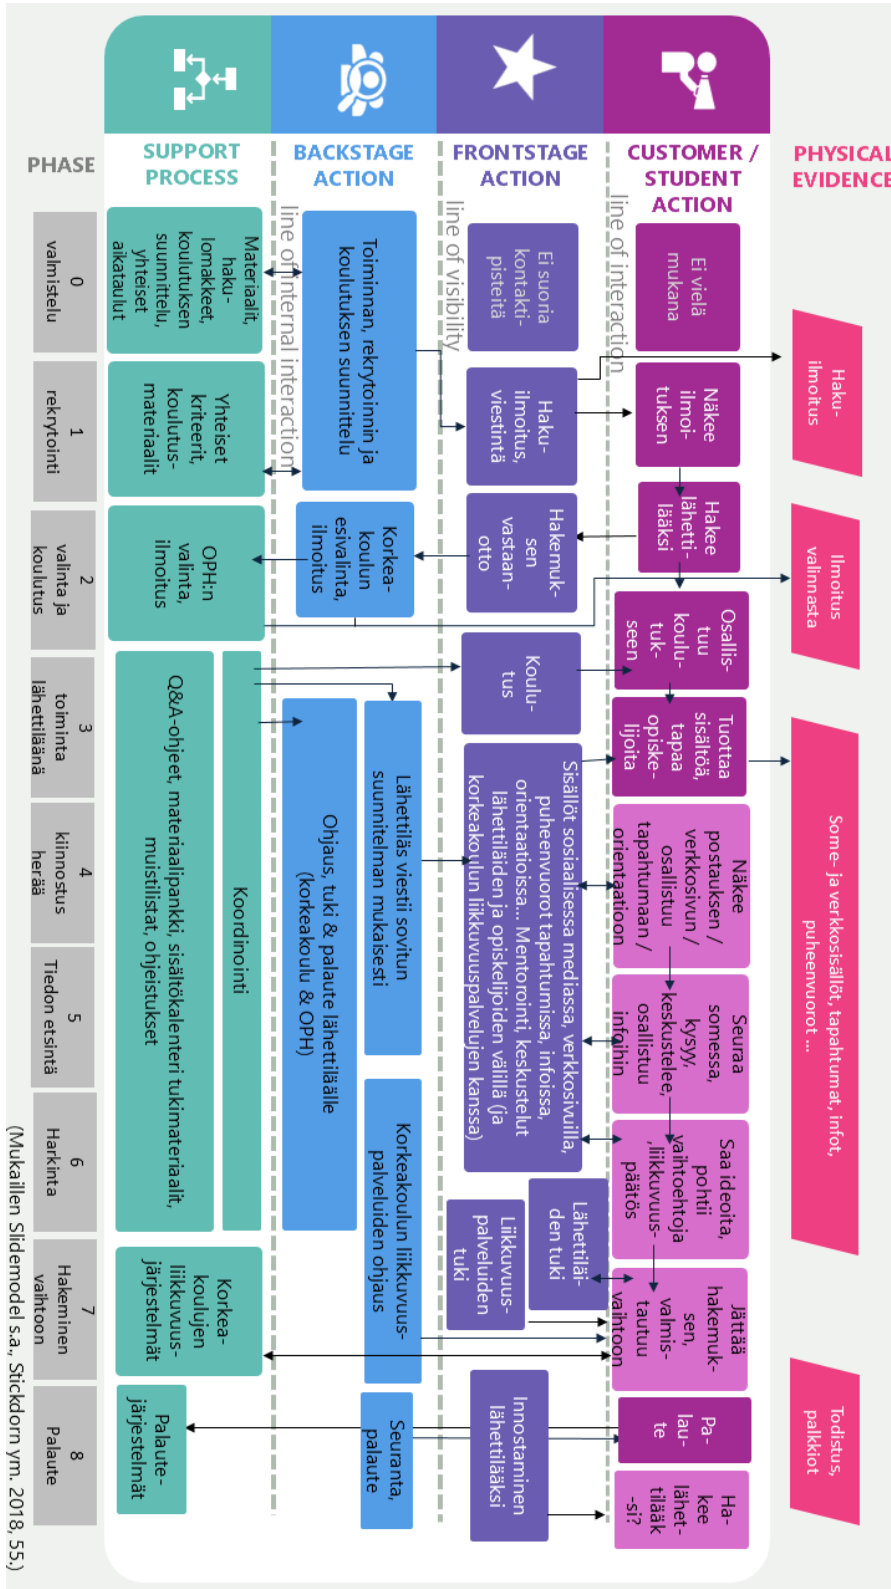 PHYSICAL
EVIDENCE
Haku-
ilmoitus
Ilmoitus
valinnasta
Some- ja verkkosisällöt, tapahtumat, infot,
puheenvuorot ...
Todistus,
palkkiot
CUSTOMER /
STUDENT
ACTION
Ei vielä
mukana
Näkee
ilmoi-
tuksen
Hakee
lähetti-
lääksi
Osallis-
tuu
koulu-
tuk-
seen
Tuottaa
sisältöä,
tapaa
opiske-
lijoita
Näkee
postauksen /
verkkosivun /
osallistuu
tapahtumaan /
orientaatioon
Seuraa
somessa,
kysyy,
keskustelee,
osallistuu
infoihin
Saa ideoita,
pohtii
vaihtoehtoja
,liikkuvuus-
päätös
Jättää
hakemuk-
sen,
valmis-
tautuu
vaihtoon
Pa-
lau-
te
Ha-
kee
lähet-
tilääk
-si?
line of interaction
FRONTSTAGE
ACTION
Ei suoria
kontakti-
pisteitä
Haku-
ilmoitus,
viestintä
Hakemuk-
sen
vastaan-
otto
Koulu-
tus
Sisällöt sosiaalisessa mediassa, verkkosivuilla,
puheenvuorot tapahtumissa, infoissa,
orientaatioissa... Mentorointi, keskustelut
lähettiläiden ja opiskelijoiden välillä (ja
korkeakoulun liikkuvuuspalvelujen kanssa)
Lähettiläi-
den tuki
Liikkuvuus-
palveluiden
tuki
Innostaminen
lähettilääksi
line of visibility
BACKSTAGE
ACTION
Toiminnan, rekrytoinnin ja
koulutuksen suunnittelu
Korkea-
koulun
esivalinta,
ilmoitus
Lähettiläs viestii sovitun
suunnitelman mukaisesti
Ohjaus, tuki & palaute lähettiläälle
(korkeakoulu & OPH)
Korkeakoulun liikkuvuus-
palveluiden ohjaus
Seuranta,
palaute
line of internal interaction
SUPPORT
PROCESS
Materiaalit,
haku-
lomakkeet,
koulutuksen
suunnittelu,
yhteiset
aikataulut
Yhteiset
kriteerit,
koulutus-
materiaalit
OPH:n
valinta,
ilmoitus
Koordinointi
Q&A-ohjeet, materiaalipankki, sisältökalenteri tukimateriaalit,
muistilistat, ohjeistukset
Korkea-
koulujen
liikkuvuus-
järjestelmät
Palaute-
järjestelmät
PHASE
0
valmistelu
1
rekrytointi
2
valinta ja
koulutus
3
toiminta
lähettiläänä
4
kiinnostus
herää
5
Tiedon etsintä
6
Harkinta
7
Hakeminen
vaihtoon
8
Palaute
(Mukaillen Slidemodel s.a., Stickdorn ym. 2018, 55.)